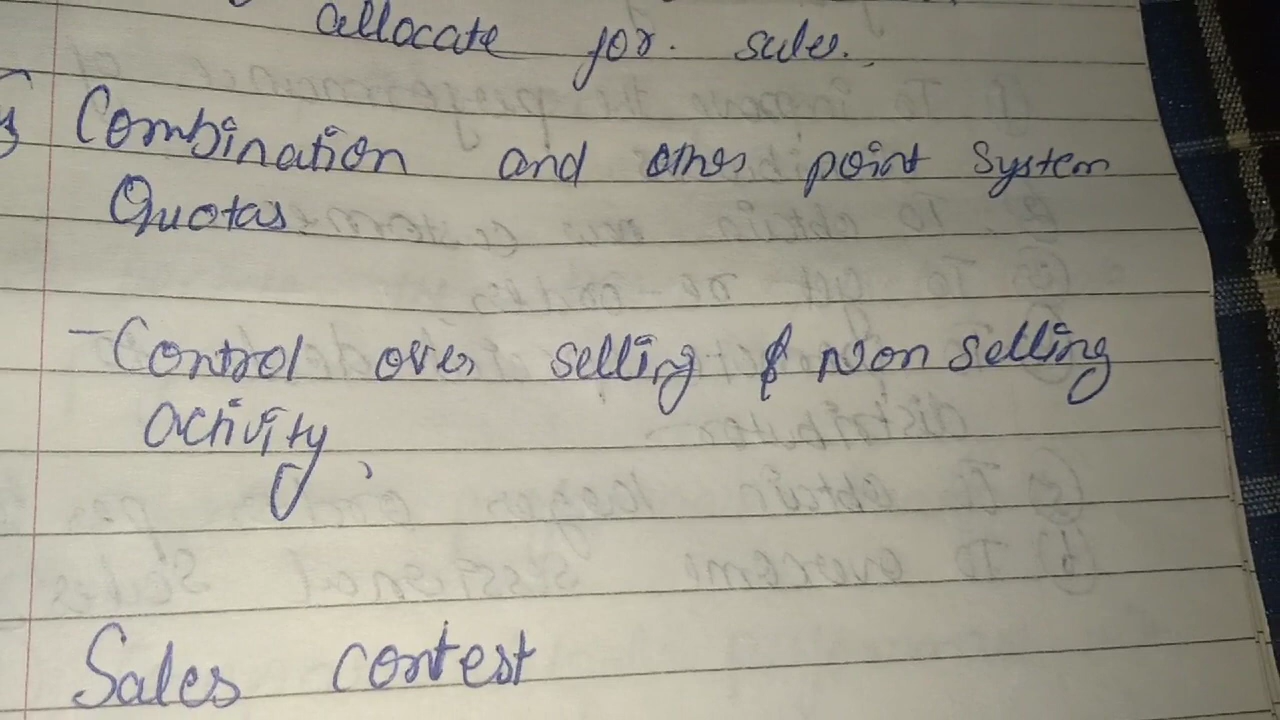 allocate for. sales.
Combination and other point System
Quotas
- Control over selling & Non selling
activity,
Sales contest